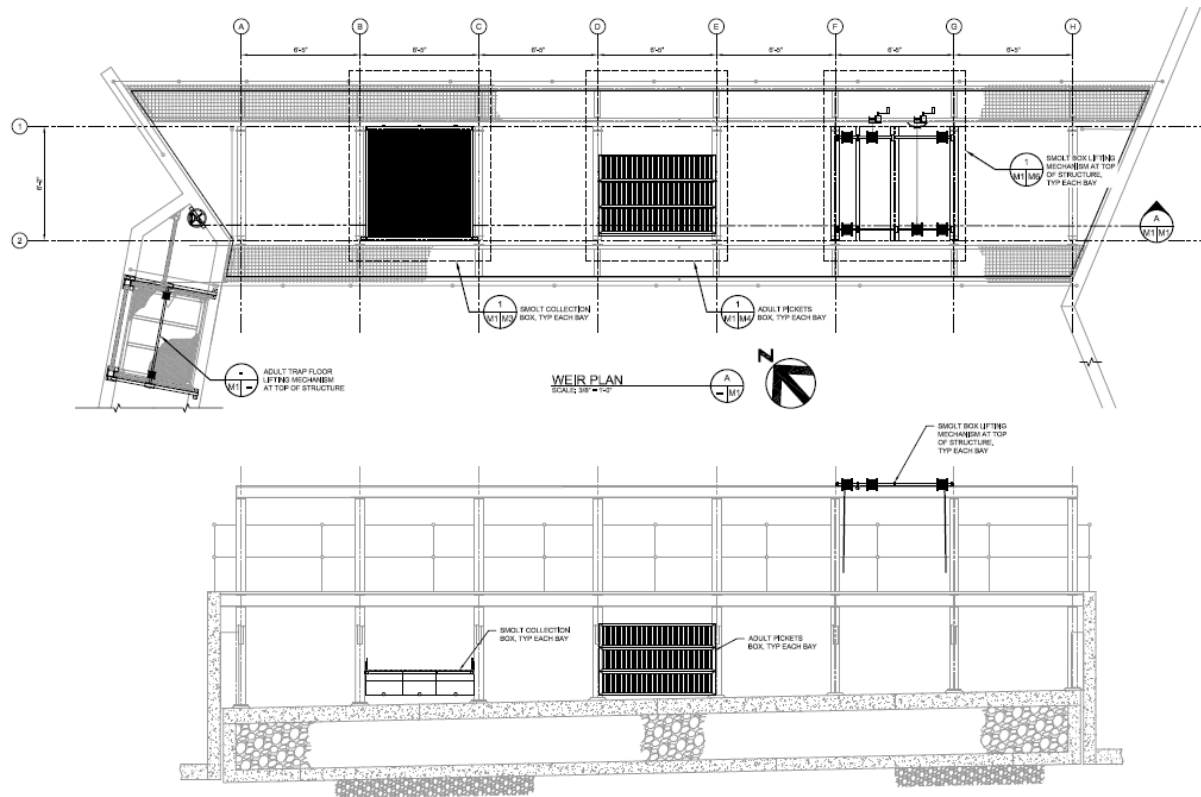 A B C D E F G H
6'-5" 6'-5" 6'-5" 6'-5" 6'-5" 6'-5" 6'-5"
1
6'-2"
2
1
M1 M6
SMOLT BOX LIFTING
MECHANISM AT TOP
OF STRUCTURE,
TYP EACH BAY
A
M1 M1
1
M1 M3
SMOLT COLLECTION
BOX, TYP EACH BAY
1
M1 M4
ADULT PICKETS
BOX, TYP EACH BAY
-
M1 -
ADULT TRAP FLOOR
LIFTING MECHANISM
AT TOP OF STRUCTURE
WEIR PLAN
SCALE: 3/8" = 1'-0"
A
- M1
N
SMOLT BOX LIFTING
MECHANISM AT TOP
OF STRUCTURE,
TYP EACH BAY
SMOLT COLLECTION
BOX, TYP EACH BAY
ADULT PICKETS
BOX, TYP EACH BAY